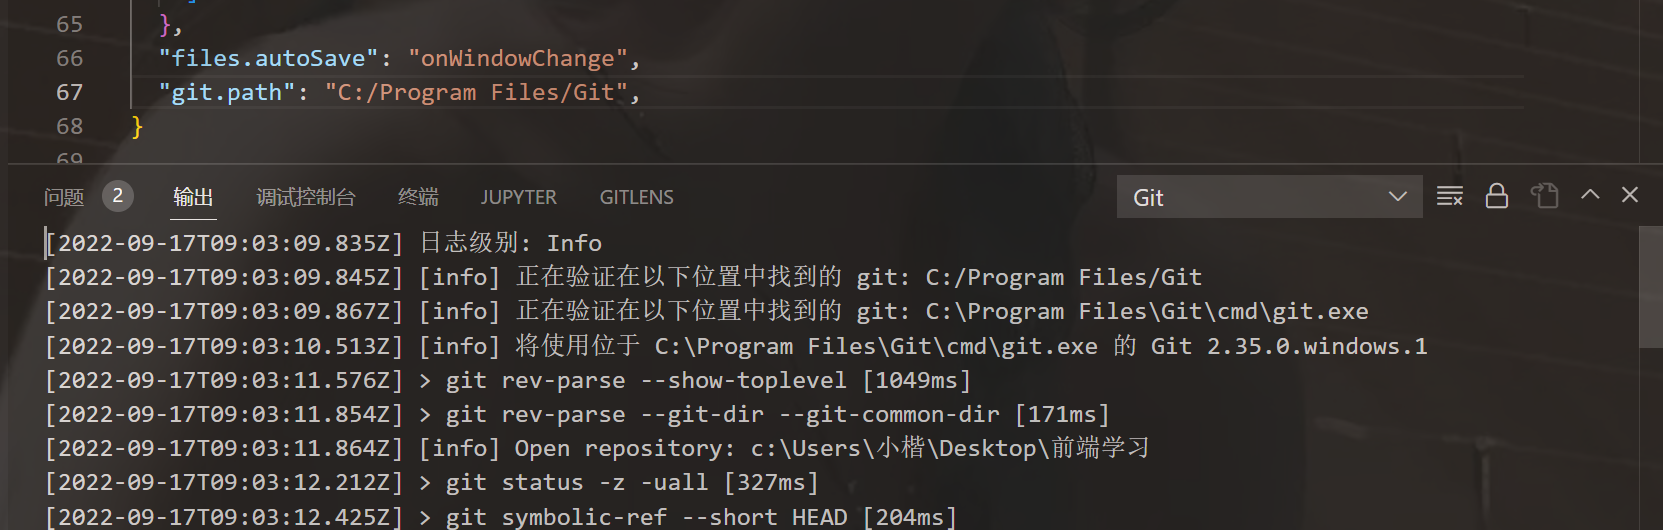 65 },
66 "files.autoSave": "onWindowChange",
67 "git.path": "C:/Program Files/Git",
68 }
69
问题 2 输出 调试控制台 终端 JUPYTER GITLENS Git
[2022-09-17T09:03:09.835Z] 日志级别: Info
[2022-09-17T09:03:09.845Z] [info] 正在验证在以下位置中找到的 git: C:/Program Files/Git
[2022-09-17T09:03:09.867Z] [info] 正在验证在以下位置中找到的 git: C:\Program Files\Git\cmd\git.exe
[2022-09-17T09:03:10.513Z] [info] 将使用位于 C:\Program Files\Git\cmd\git.exe 的 Git 2.35.0.windows.1
[2022-09-17T09:03:11.576Z] > git rev-parse --show-toplevel [1049ms]
[2022-09-17T09:03:11.854Z] > git rev-parse --git-dir --git-common-dir [171ms]
[2022-09-17T09:03:11.864Z] [info] Open repository: c:\Users\小楷\Desktop\前端学习
[2022-09-17T09:03:12.212Z] > git status -z -uall [327ms]
[2022-09-17T09:03:12.425Z] > git symbolic-ref --short HEAD [204ms]